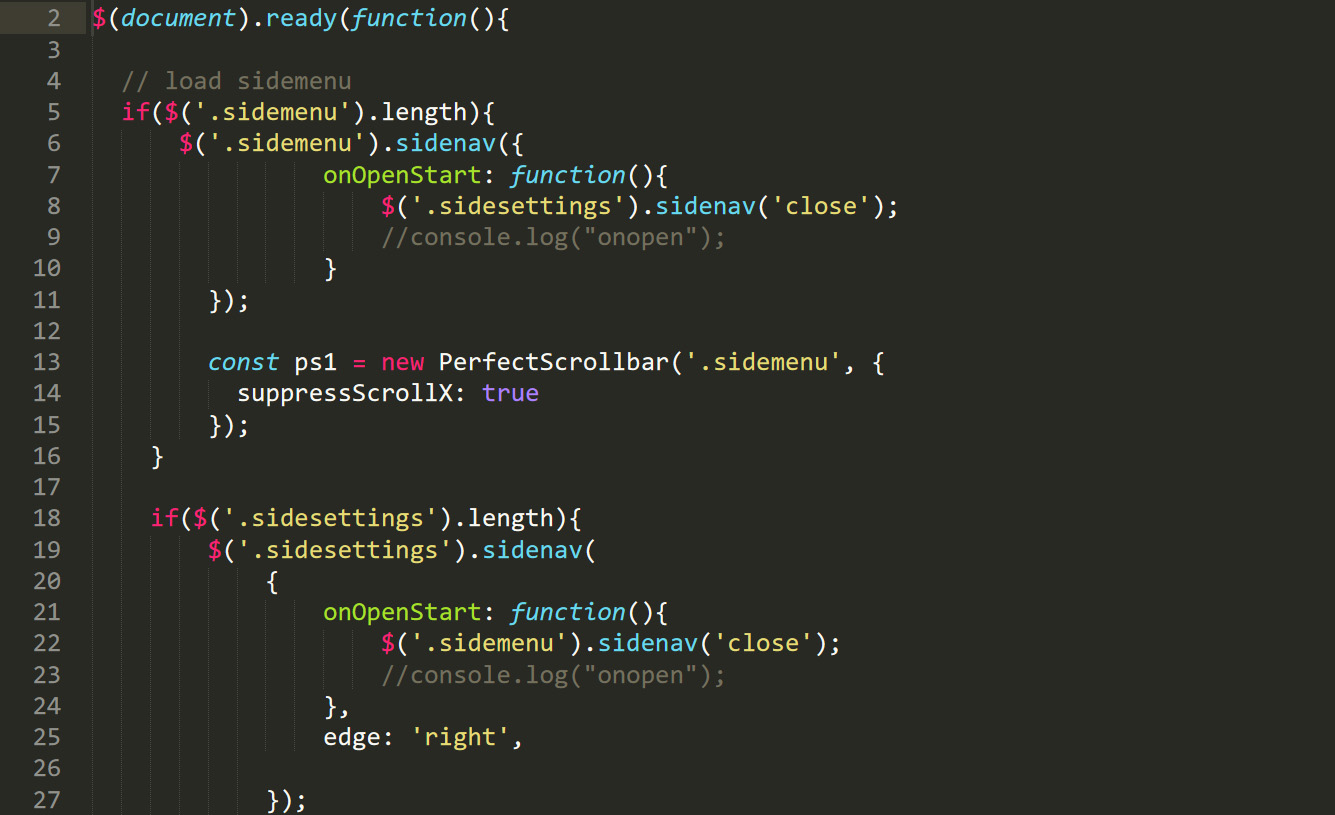 2 $(document).ready(function(){
3
4 // load sidemenu
5 if($('.sidemenu').length){
6 $('.sidemenu').sidenav({
7 onOpenStart: function(){
8 $('.sidesettings').sidenav('close');
9 //console.log("onopen");
10 }
11 });
12
13 const ps1 = new PerfectScrollbar('.sidemenu', {
14 suppressScrollX: true
15 });
16 }
17
18 if($('.sidesettings').length){
19 $('.sidesettings').sidenav(
20 {
21 onOpenStart: function(){
22 $('.sidemenu').sidenav('close');
23 //console.log("onopen");
24 },
25 edge: 'right',
26
27 });